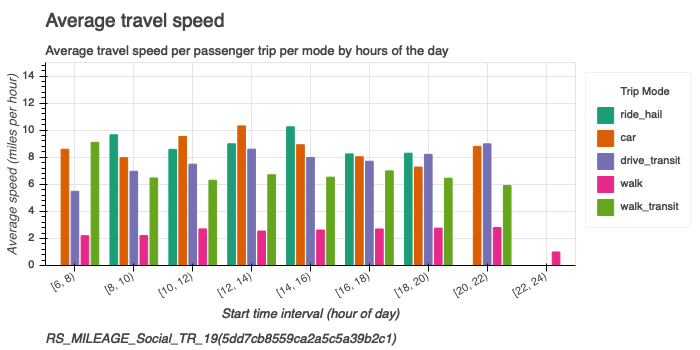 Average travel speed
Average travel speed per passenger trip per mode by hours of the day
Average speed (miles per hour)
14
12
10
8
6
4
2
0
[6, 8)
[8, 10)
[10, 12)
[12, 14)
[14, 16)
[16, 18)
[18, 20)
[20, 22)
[22, 24)
Start time interval (hour of day)
Trip Mode
ride_hail
car
drive_transit
walk
walk_transit
RS_MILEAGE_Social_TR_19(5dd7cb8559ca2a5c5a39b2c1)